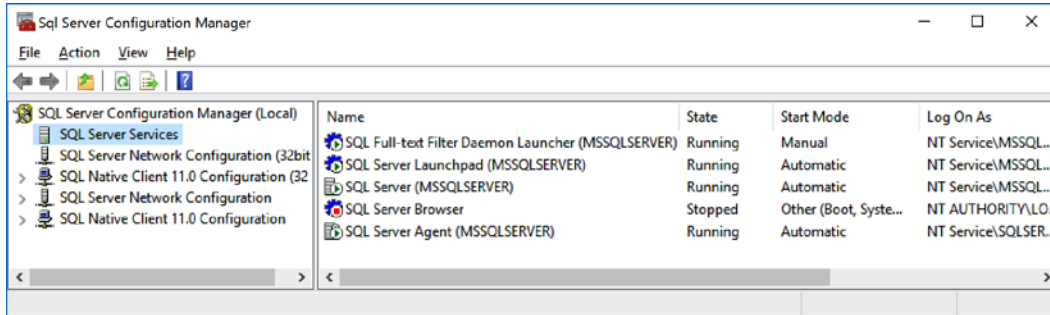 Sql Server Configuration Manager
File Action View Help
SQL Server Configuration Manager (Local)
SQL Server Services
SQL Server Network Configuration (32bit
SQL Native Client 11.0 Configuration (32
SQL Server Network Configuration
SQL Native Client 11.0 Configuration
Name State Start Mode Log On As
SQL Full-text Filter Daemon Launcher (MSSQLSERVER) Running Manual NT Service\MSSQL...
SQL Server Launchpad (MSSQLSERVER) Running Automatic NT Service\MSSQL...
SQL Server (MSSQLSERVER) Running Automatic NT Service\MSSQL...
SQL Server Browser Stopped Other (Boot, Syste... NT AUTHORITY\LO...
SQL Server Agent (MSSQLSERVER) Running Automatic NT Service\SQLSER...